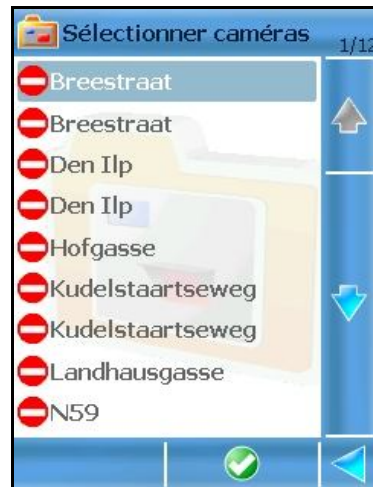 Sélectionner caméras
1/12
Breestraat
Breestraat
Den Ilp
Den Ilp
Hofgasse
Kudelstaartseweg
Kudelstaartseweg
Landhausgasse
N59